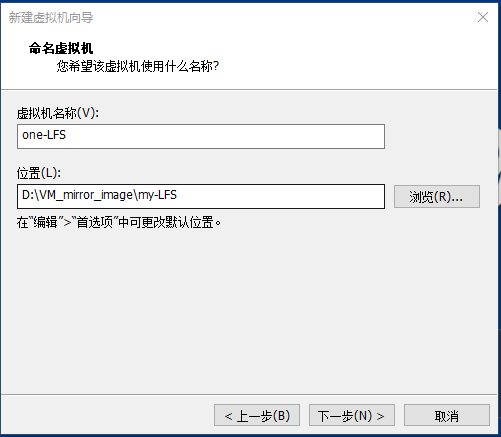 新建虚拟机向导
命名虚拟机
您希望该虚拟机使用什么名称?
虚拟机名称(V):
one-LFS
位置(L):
D:\VM_mirror_image\my-LFS
浏览(R)...
在"编辑">"首选项"中可更改默认位置。
< 上一步(B)
下一步(N) >
取消